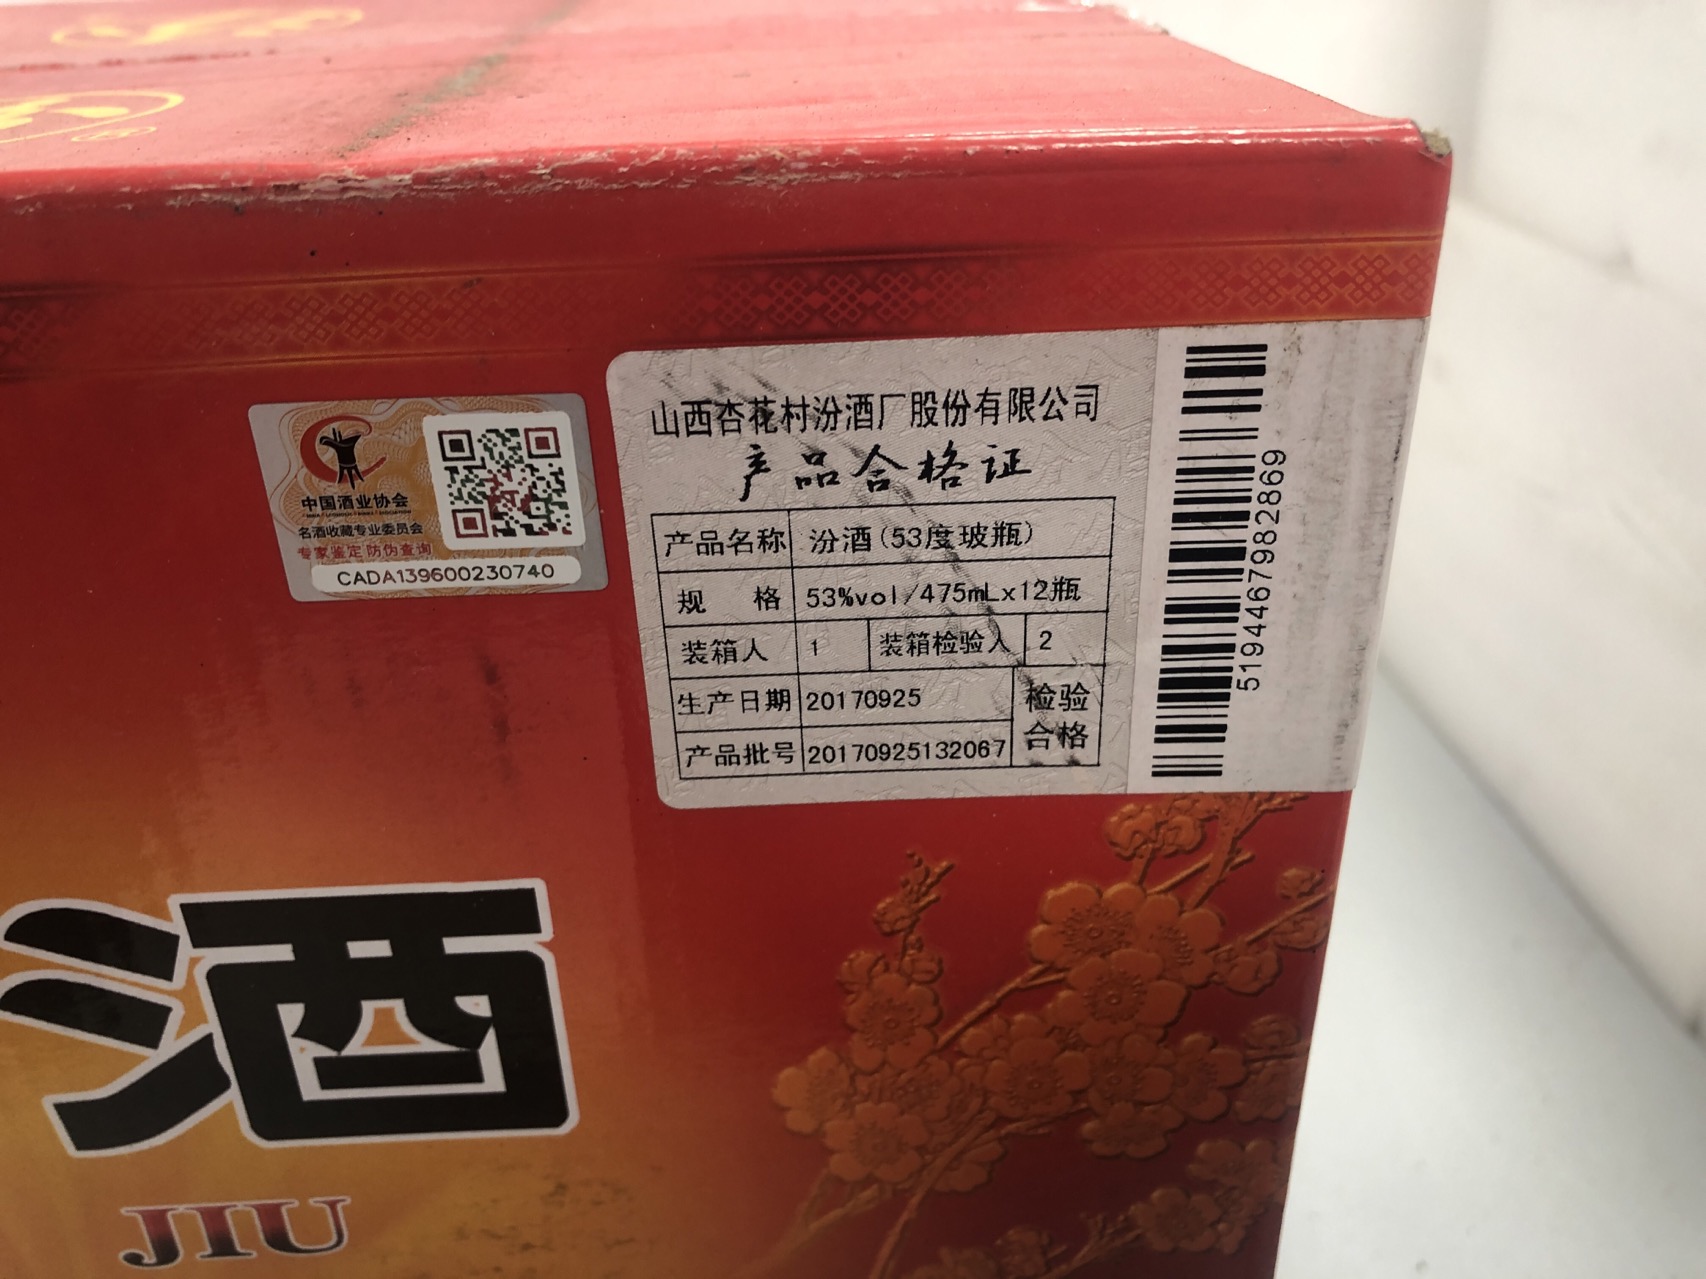 中国酒业协会
名酒收藏专业委员会
专家鉴定 防伪查询
CADA139600230740
山西杏花村汾酒厂股份有限公司
产品合格证
产品名称 汾酒(53度玻瓶)
规 格 53%vol/475mLx12瓶
装箱人 1 装箱检验人 2
生产日期 20170925 检验
产品批号 20170925132067 合格
51944679828​69
酒
JIU